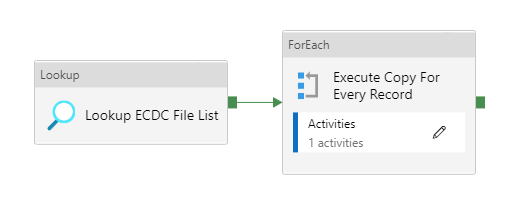 Lookup
Lookup ECDC File List
ForEach
Execute Copy For
Every Record
Activities
1 activities